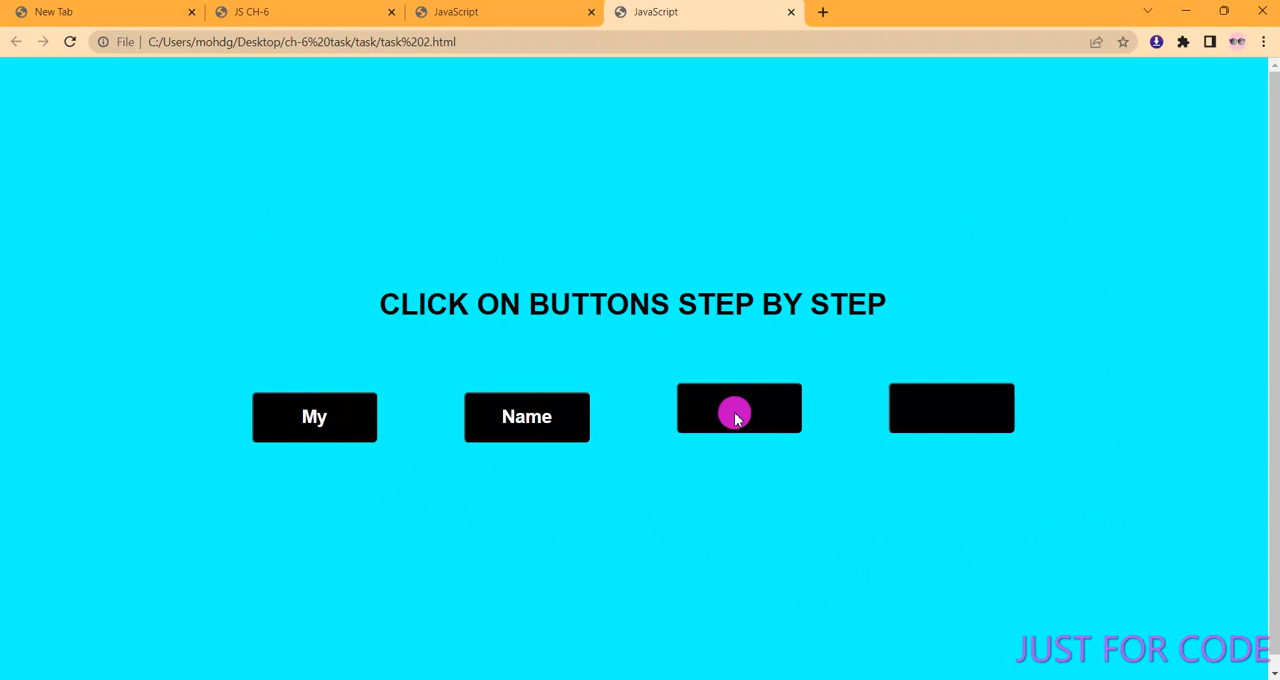 New Tab
JS CH-6
JavaScript
JavaScript
File
C:/Users/mohdg/Desktop/ch-6%20task/task/task%202.html
CLICK ON BUTTONS STEP BY STEP
My
Name
JUST FOR CODE